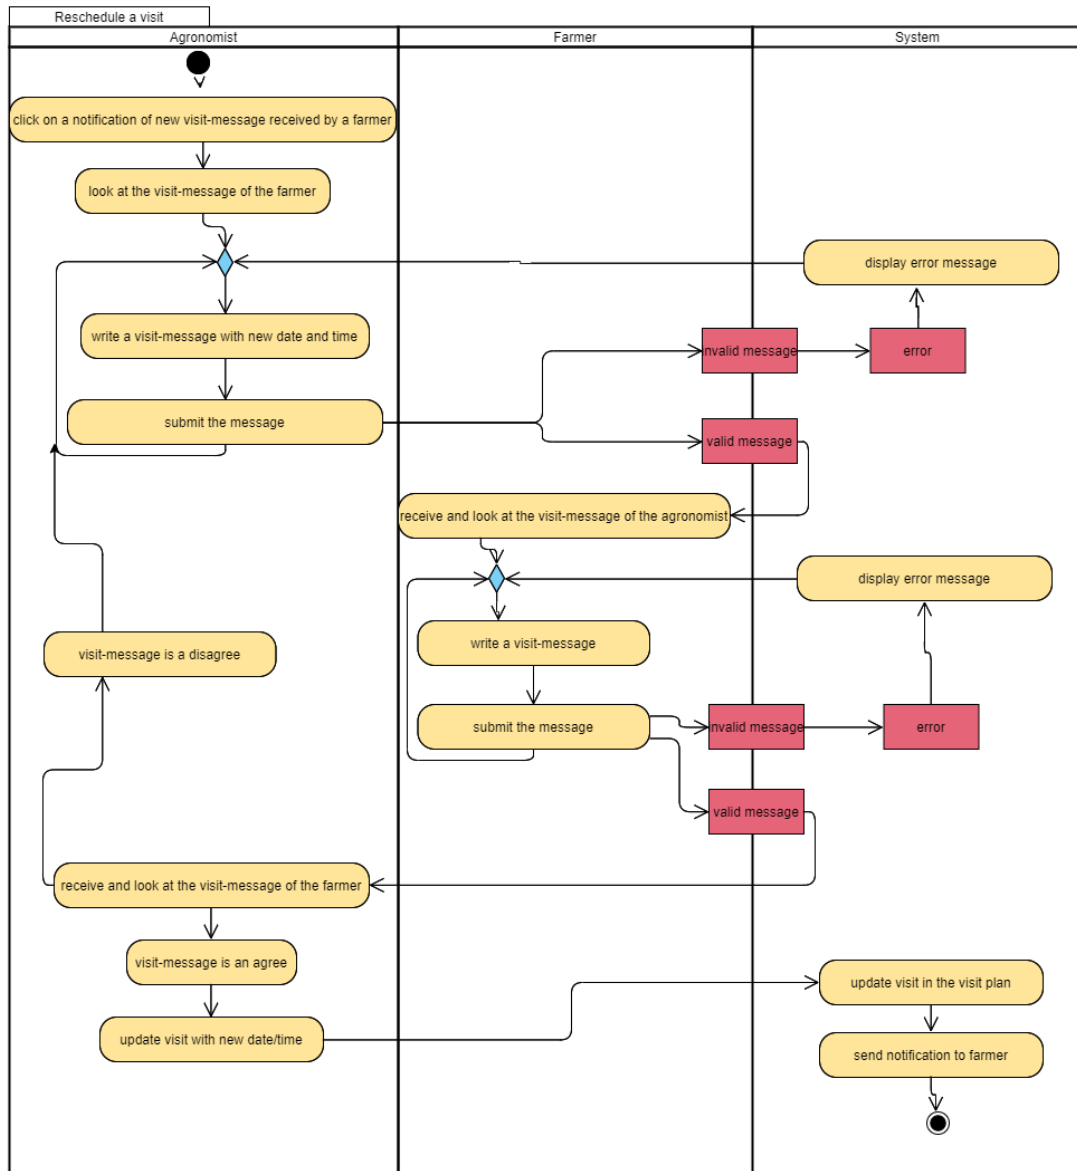 Reschedule a visit
Agronomist
Farmer
System
click on a notification of new visit-message received by a farmer
look at the visit-message of the farmer
display error message
write a visit-message with new date and time
nvalid message
error
submit the message
valid message
receive and look at the visit-message of the agronomist
display error message
write a visit-message
visit-message is a disagree
submit the message
nvalid message
error
valid message
receive and look at the visit-message of the farmer
visit-message is an agree
update visit in the visit plan
update visit with new date/time
send notification to farmer